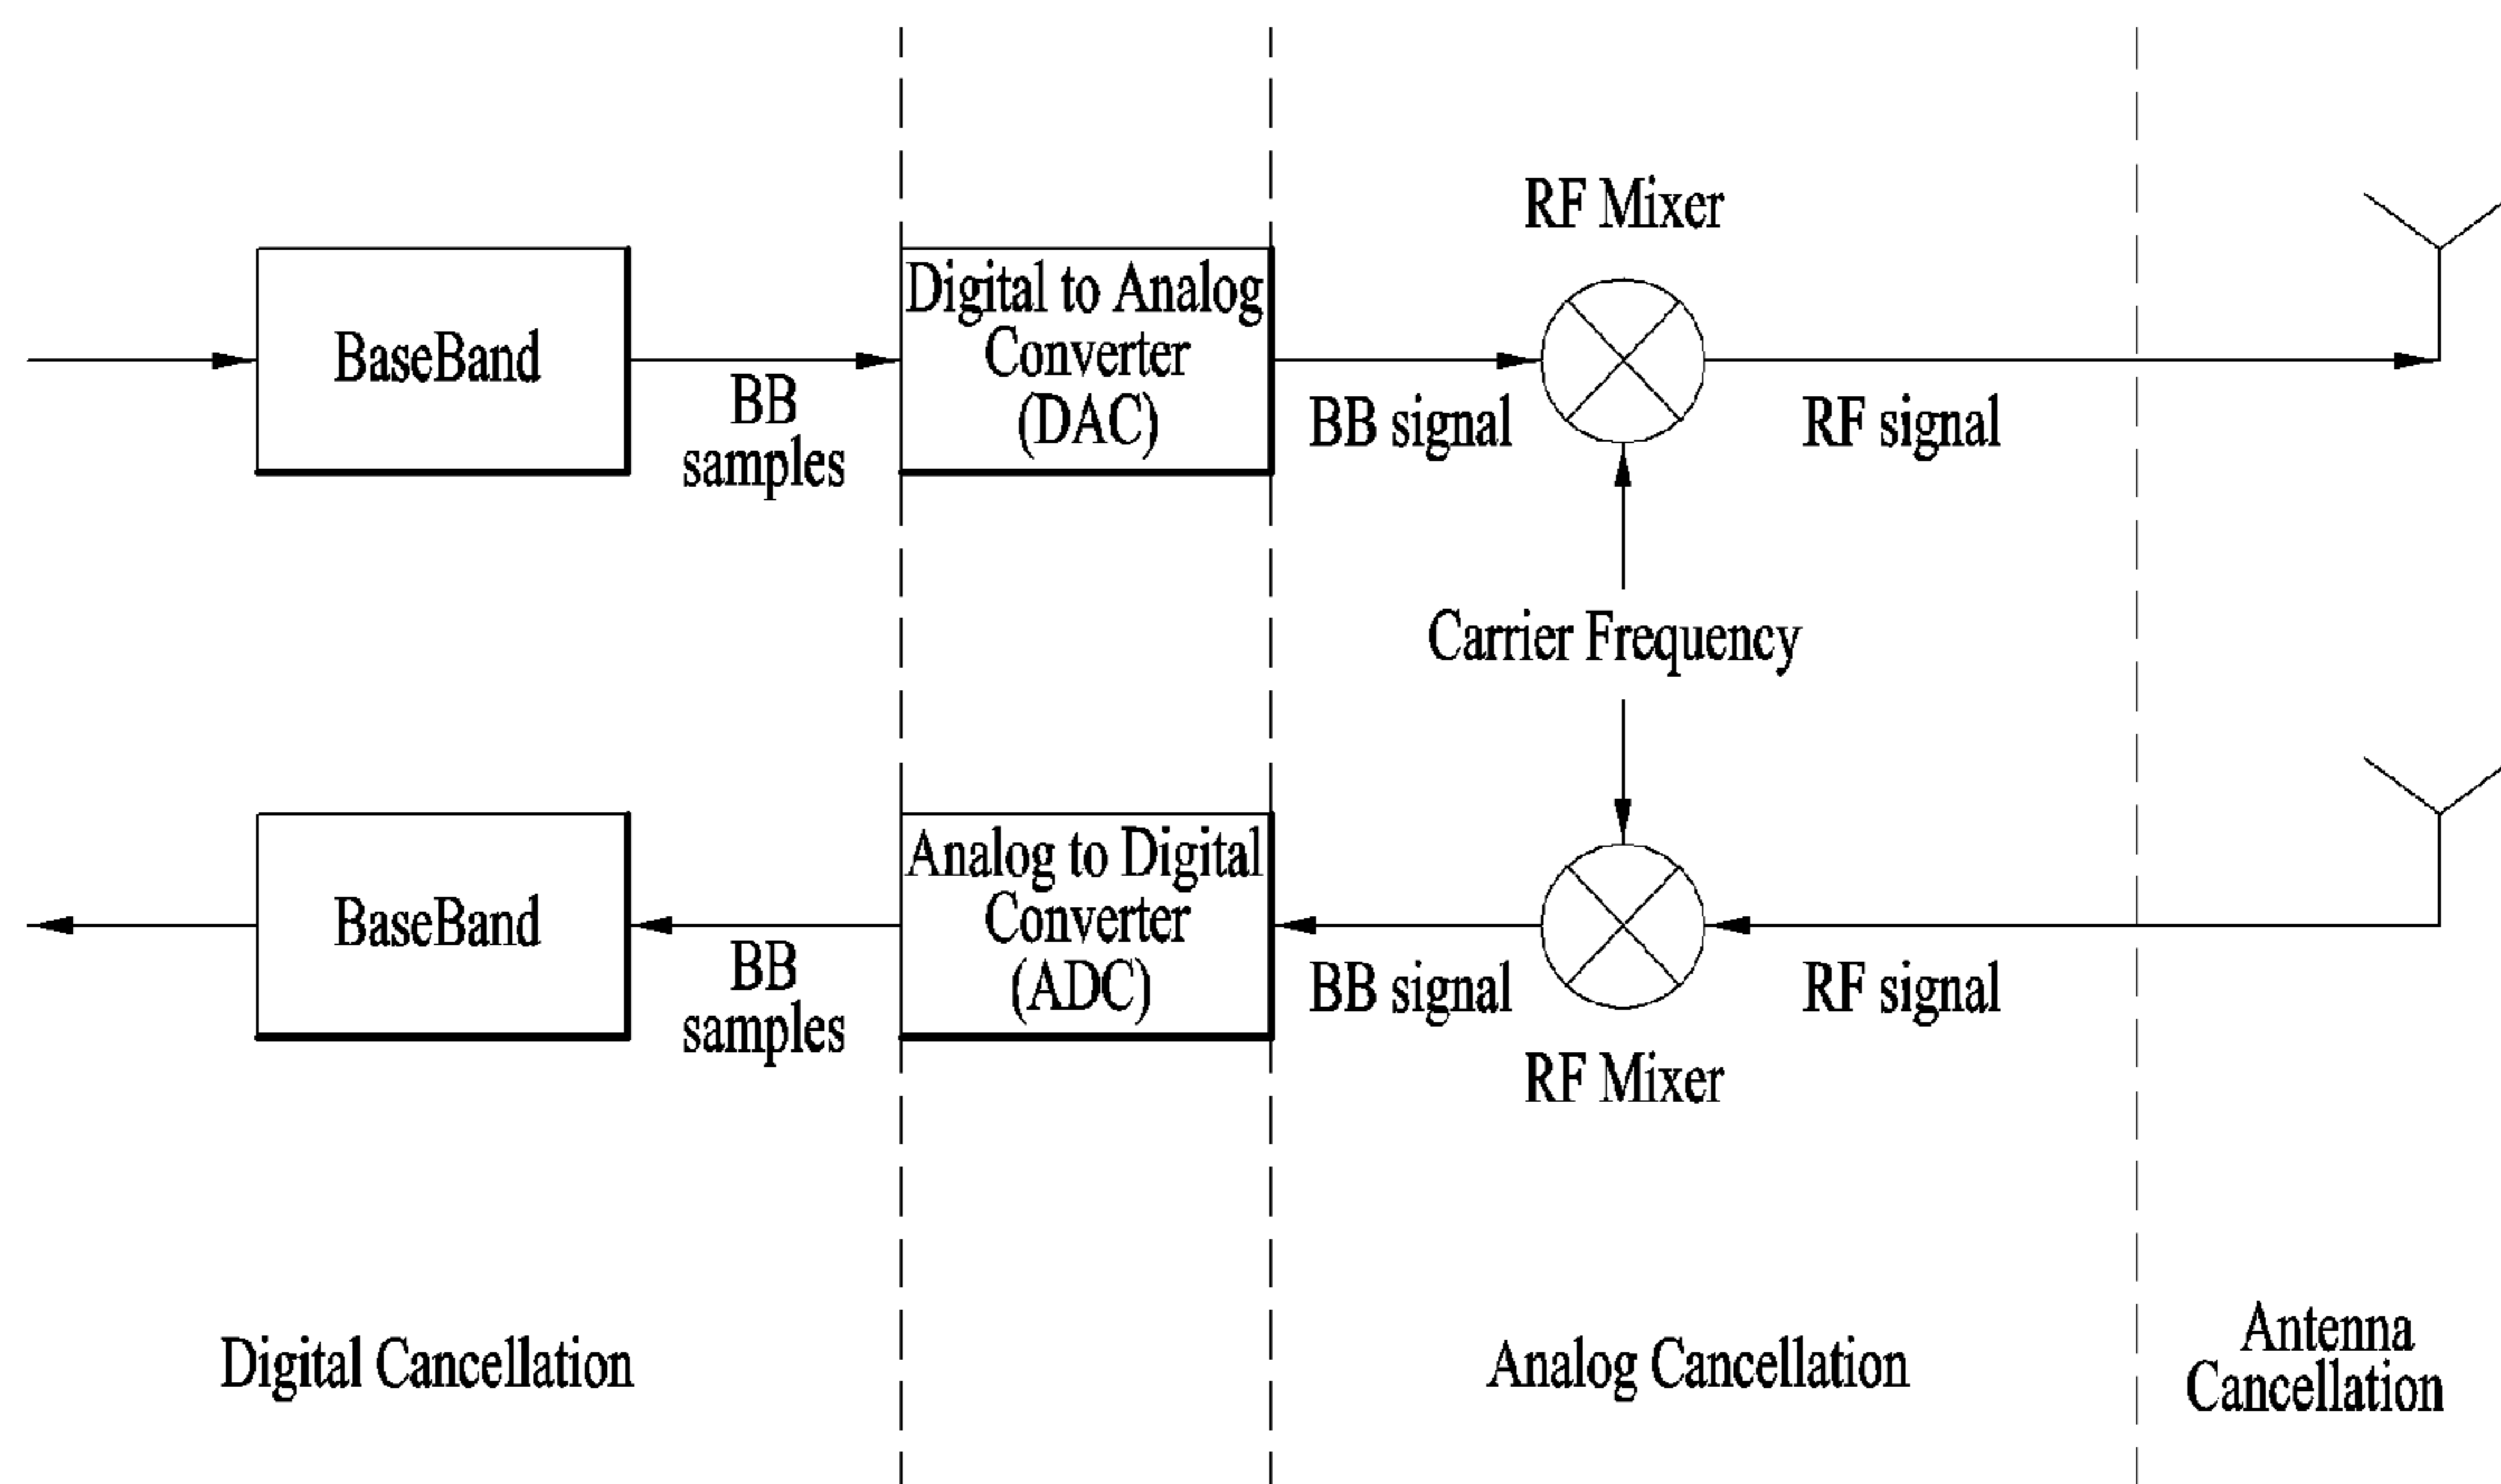 RF Mixer
BaseBand
BB
samples
Digital to Analog
Converter
(DAC)
BB signal
RF signal
Carrier Frequency
BaseBand
BB
samples
Analog to Digital
Converter
(ADC)
BB signal
RF signal
RF Mixer
Digital Cancellation
Analog Cancellation
Antenna
Cancellation